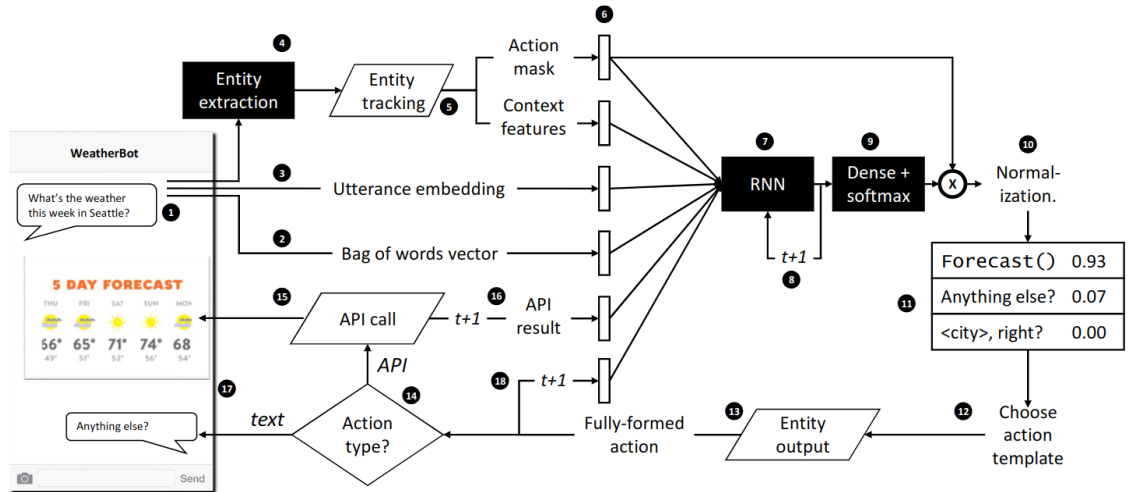 6
4
Action
mask
Entity
extraction
Entity
tracking
5
Context
features
WeatherBot
7
9
10
3
Utterance embedding
RNN
Dense +
softmax
X
Normal-
ization.
What's the weather
this week in Seattle?
1
2
Bag of words vector
t+1
8
Forecast() 0.93
Anything else? 0.07
<city>, right? 0.00
11
5 DAY FORECAST
THU FRI SAT SUN MON
66° 65° 71° 74° 68
49° 51° 52° 56° 54°
15
API call
16
t+1
API
result
API
18
t+1
17
text
14
Action
type?
Fully-formed
action
13
Entity
output
12
Choose
action
template
Anything else?
Send